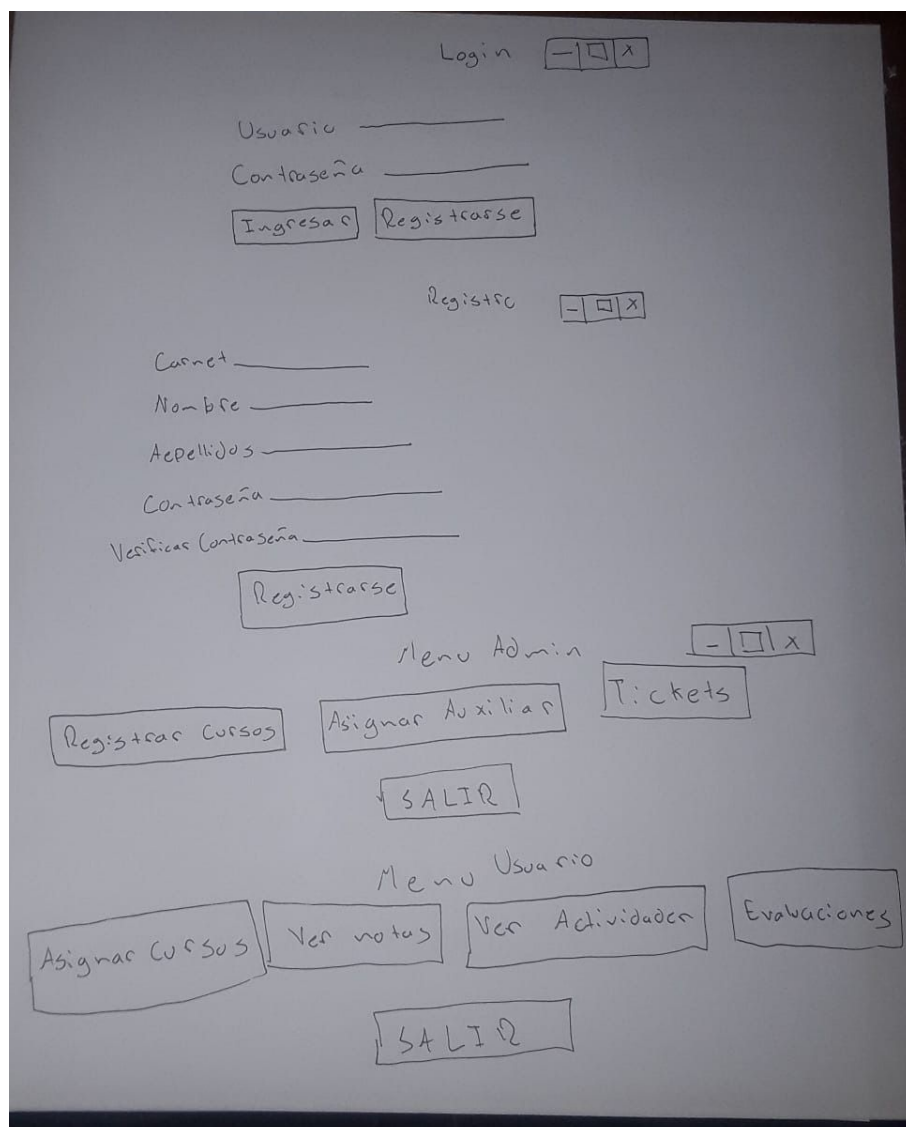 Login - □ X
Usuario
Contraseña
Ingresar Registrarse
Registro - □ X
Carnet
Nombre
Aepellidos
Contraseña
Verificar Contraseña
Registrarse
Menu Admin - □ X
Registrar Cursos Asignar Auxiliar Tickets
SALIR
Menu Usuario
Asignar Cursos Ver notas Ver Actividades Evaluaciones
SALIR